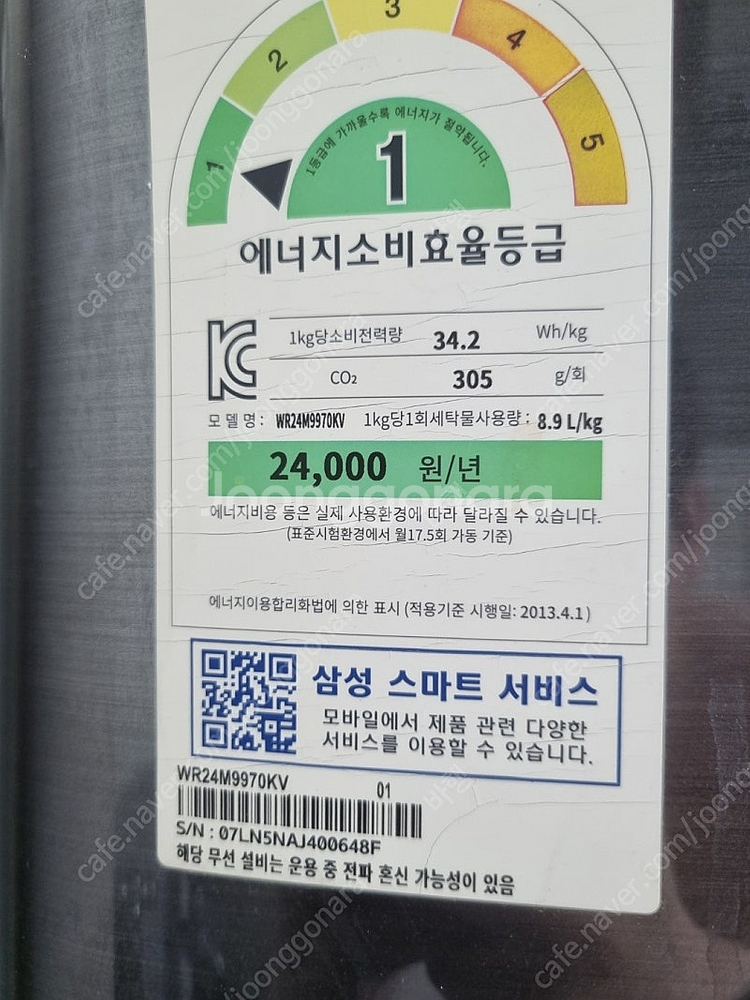 1 2 3 4 5
1등급에 가까울수록 에너지가 절약됩니다.
1
에너지소비효율등급
1kg당소비전력량 34.2 Wh/kg
CO₂ 305 g/회
모델명: WR24M9970KV 1kg당1회세탁물사용량: 8.9 L/kg
24,000 원/년
Joonggonara
에너지비용 등은 실제 사용환경에 따라 달라질 수 있습니다.
(표준시험환경에서 월17.5회 가동 기준)
에너지이용합리화법에 의한 표시 (적용기준 시행일: 2013.4.1)
삼성 스마트 서비스
모바일에서 제품 관련 다양한
서비스를 이용할 수 있습니다.
WR24M9970KV 01
S/N : 07LN5NAJ400648F
해당 무선 설비는 운용 중 전파 혼신 가능성이 있음
cafe.naver.com/joonggonara